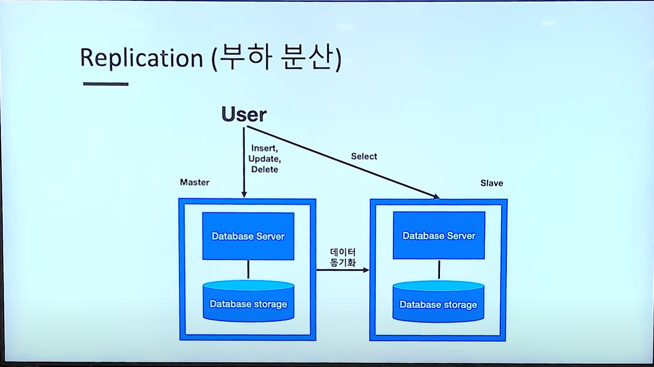 Replication (부하 분산)
User
Insert,
Update,
Delete
Select
Master
Slave
Database Server
Database Server
데이터
동기화
Database storage
Database storage